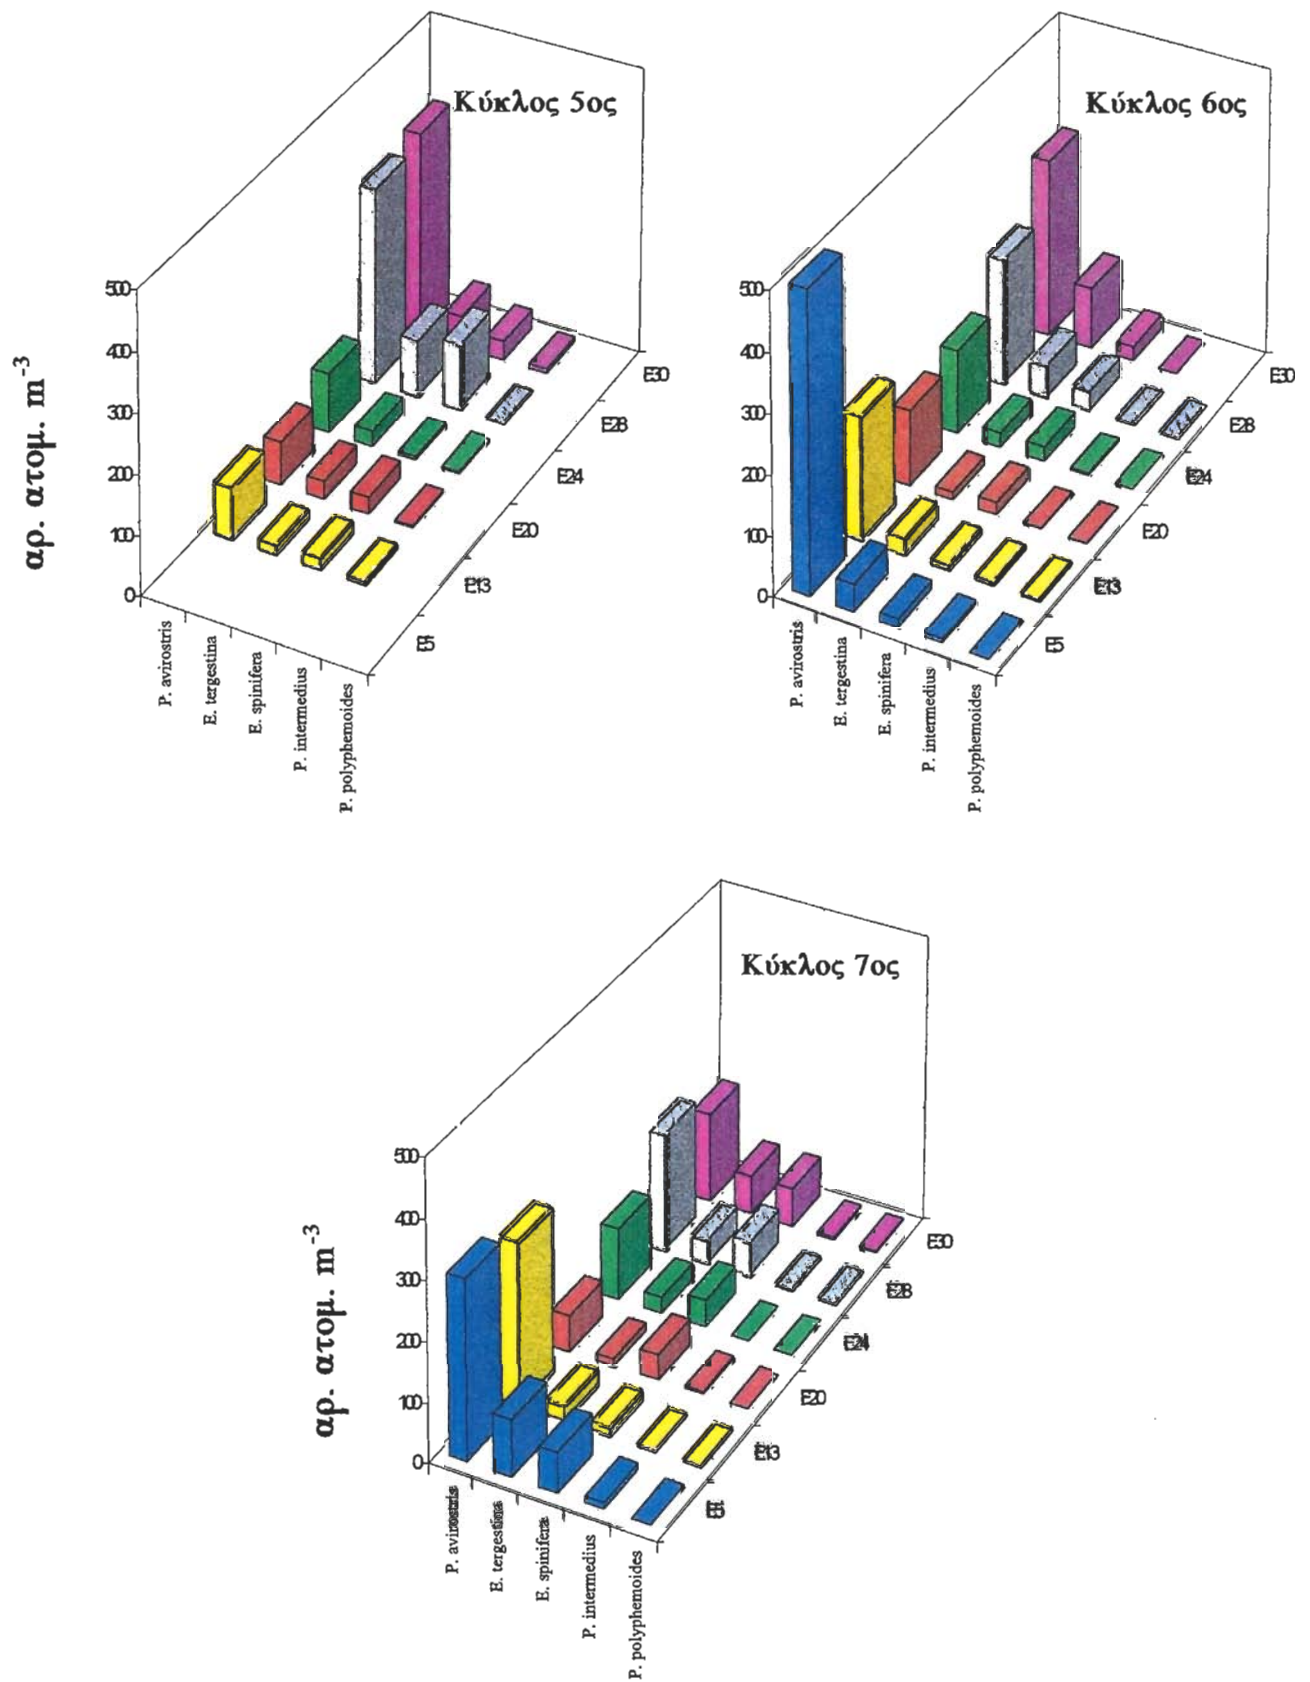 Κύκλος 5ος
αρ. ατομ. m⁻³
500
400
300
200
100
0
P. avirostris
E. tergestina
E. spinifera
P. intermedius
P. polyphemoides
E5
E13
E20
E24
E28
E30
Κύκλος 6ος
500
400
300
200
100
0
P. avirostris
E. tergestina
E. spinifera
P. intermedius
P. polyphemoides
E5
E13
E20
E24
E28
E30
Κύκλος 7ος
αρ. ατομ. m⁻³
500
400
300
200
100
0
P. avirostris
E. tergestina
E. spinifera
P. intermedius
P. polyphemoides
E13
E20
E24
E28
E30